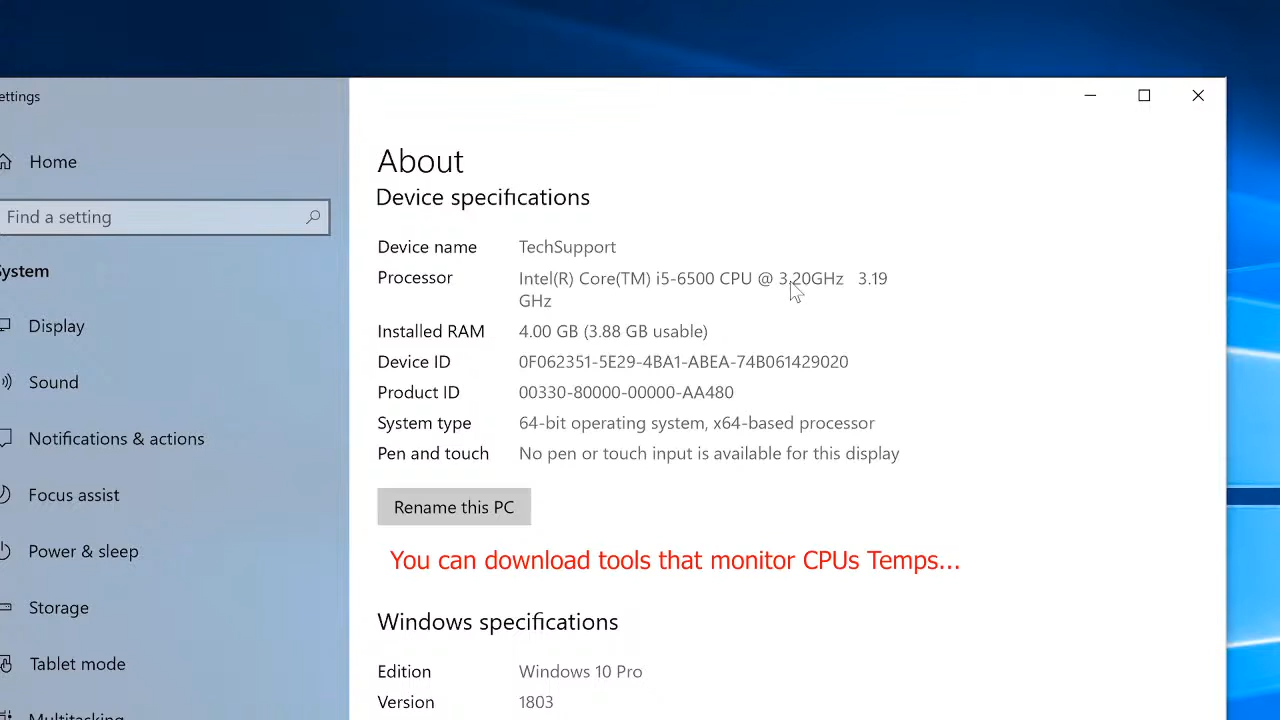 ettings
Home
Find a setting
System
Display
Sound
Notifications & actions
Focus assist
Power & sleep
Storage
Tablet mode
Multitasking
About
Device specifications
Device name TechSupport
Processor Intel(R) Core(TM) i5-6500 CPU @ 3.20GHz 3.19
GHz
Installed RAM 4.00 GB (3.88 GB usable)
Device ID 0F062351-5E29-4BA1-ABEA-74B061429020
Product ID 00330-80000-00000-AA480
System type 64-bit operating system, x64-based processor
Pen and touch No pen or touch input is available for this display
Rename this PC
You can download tools that monitor CPUs Temps...
Windows specifications
Edition Windows 10 Pro
Version 1803